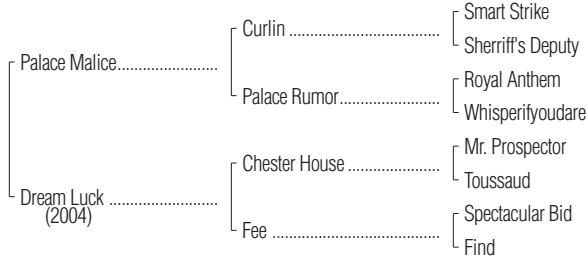 Smart Strike
Curlin ................................
Sherriff's Deputy
Palace Malice.......................
Royal Anthem
Palace Rumor.....................
Whisperifyoudare
Mr. Prospector
Chester House ...................
Toussaud
Dream Luck .........................
(2004)
Spectacular Bid
Fee ...................................
Find